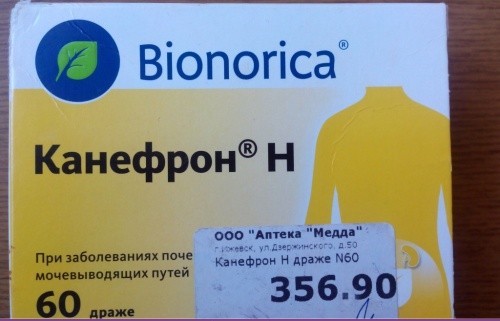 Bionorica®
Канефрон® Н
ООО "Аптека "Медда"
г.Ижевск, ул.Дзержинского, д.50
Канефрон Н драже N60
356.90
При заболеваниях поче
мочевыводящих путей
60 драже